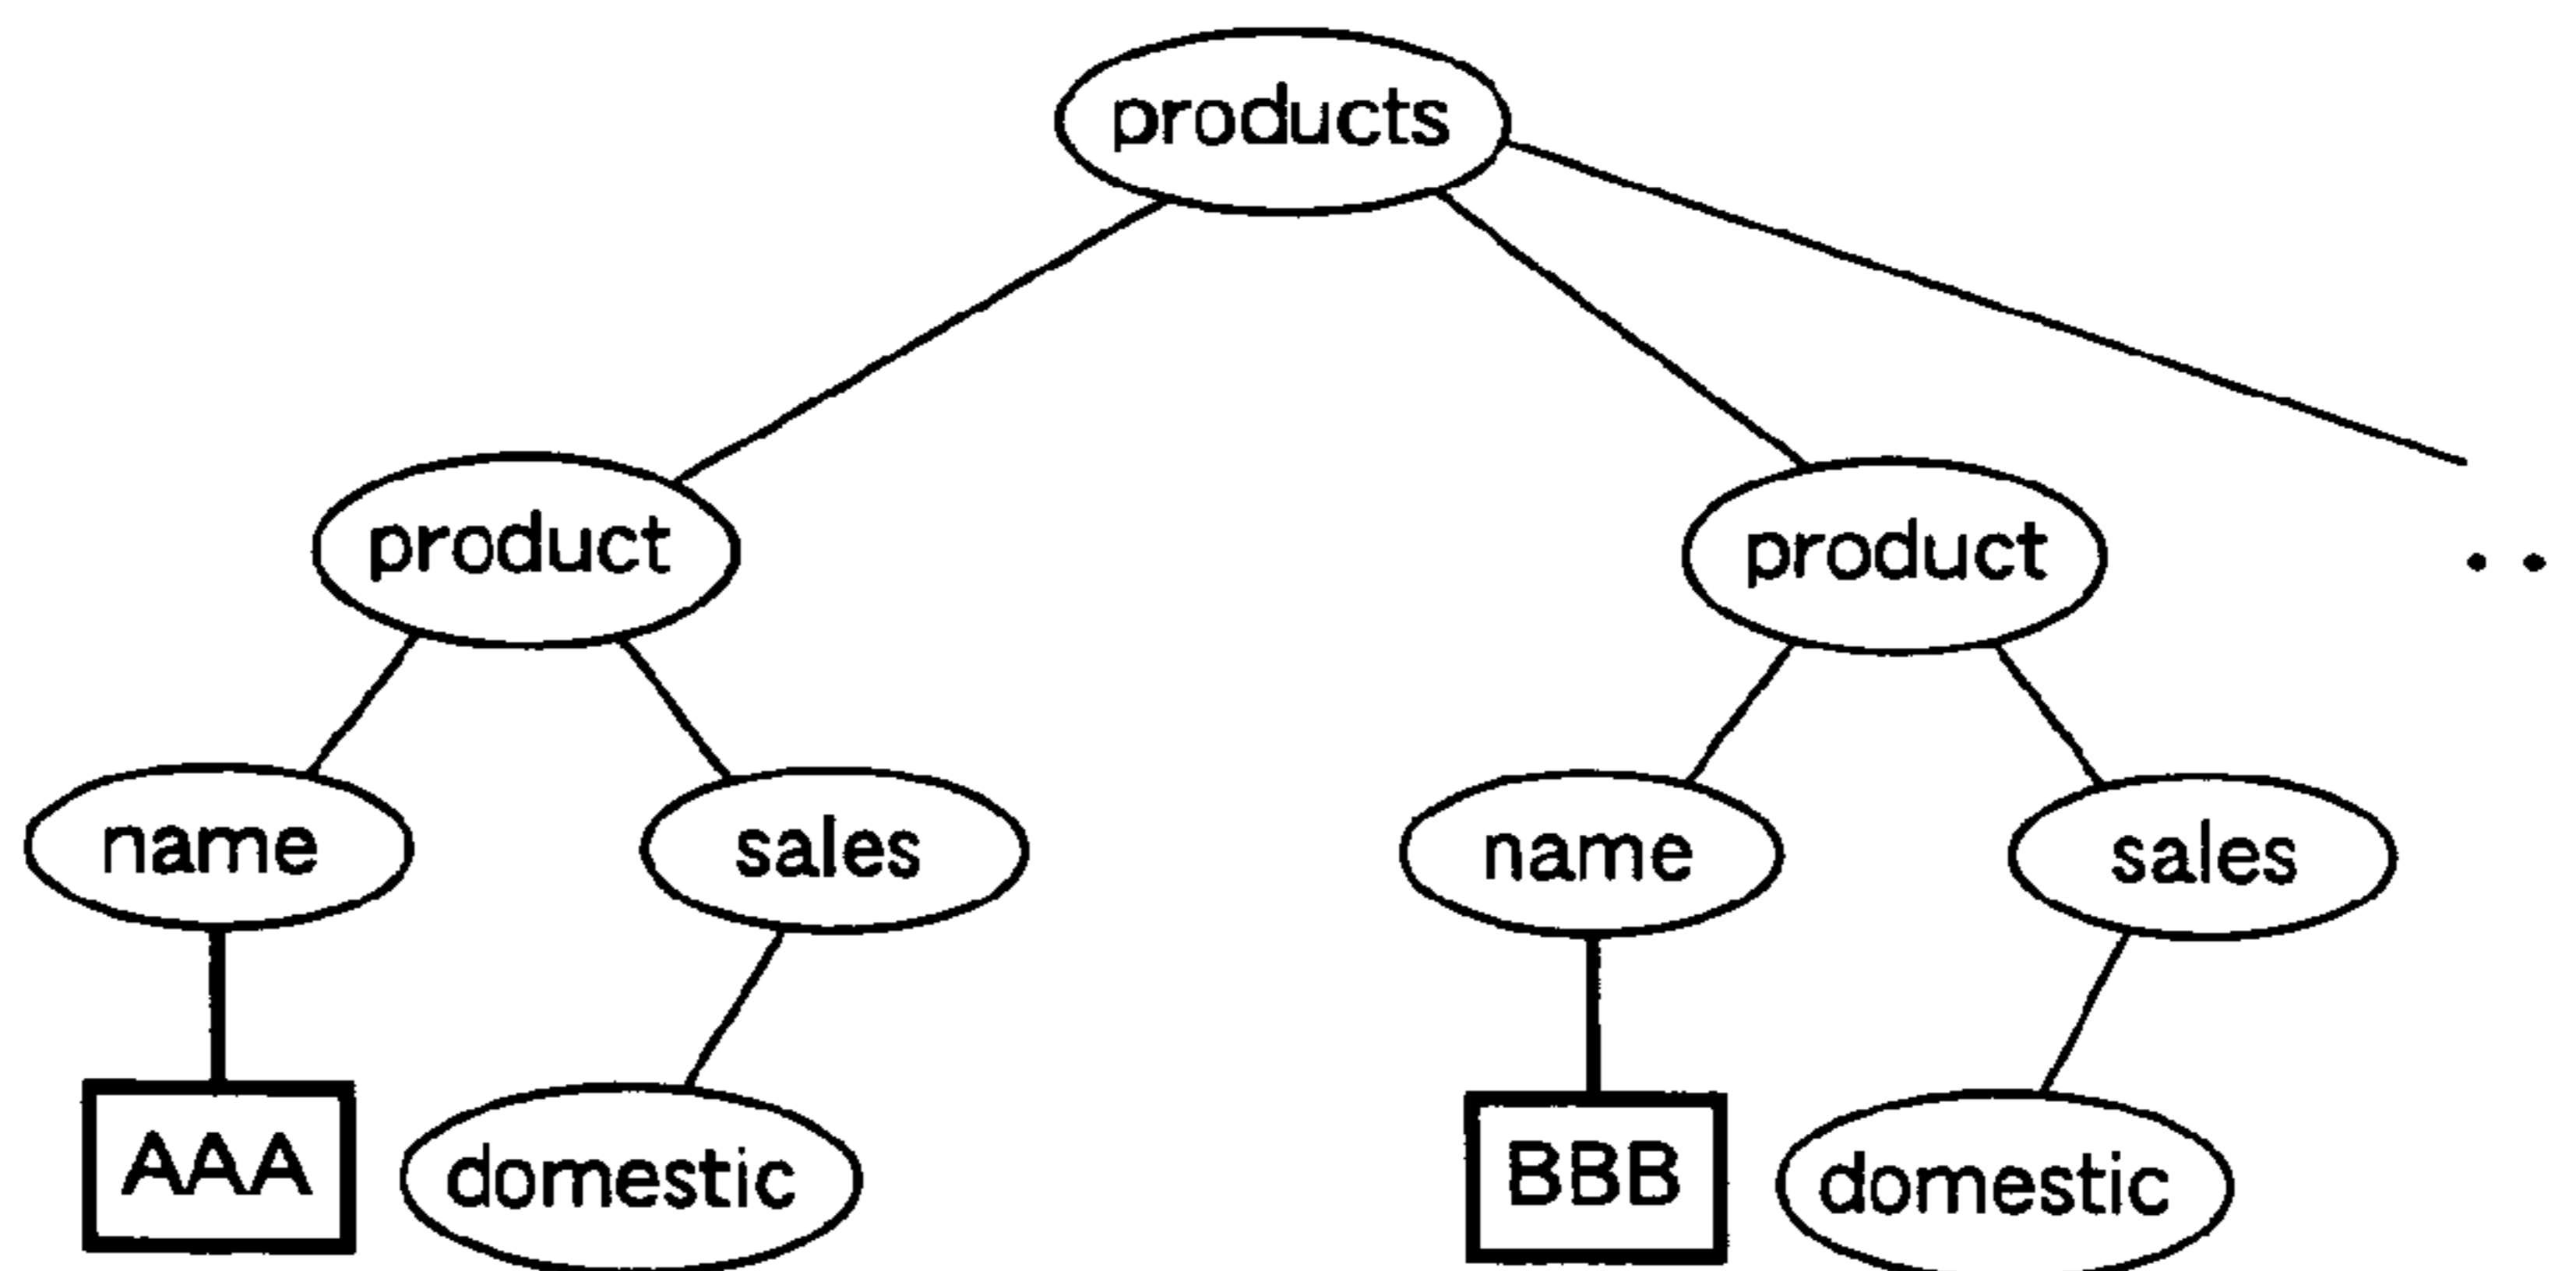 products
product product . .
name sales name sales
AAA domestic BBB domestic